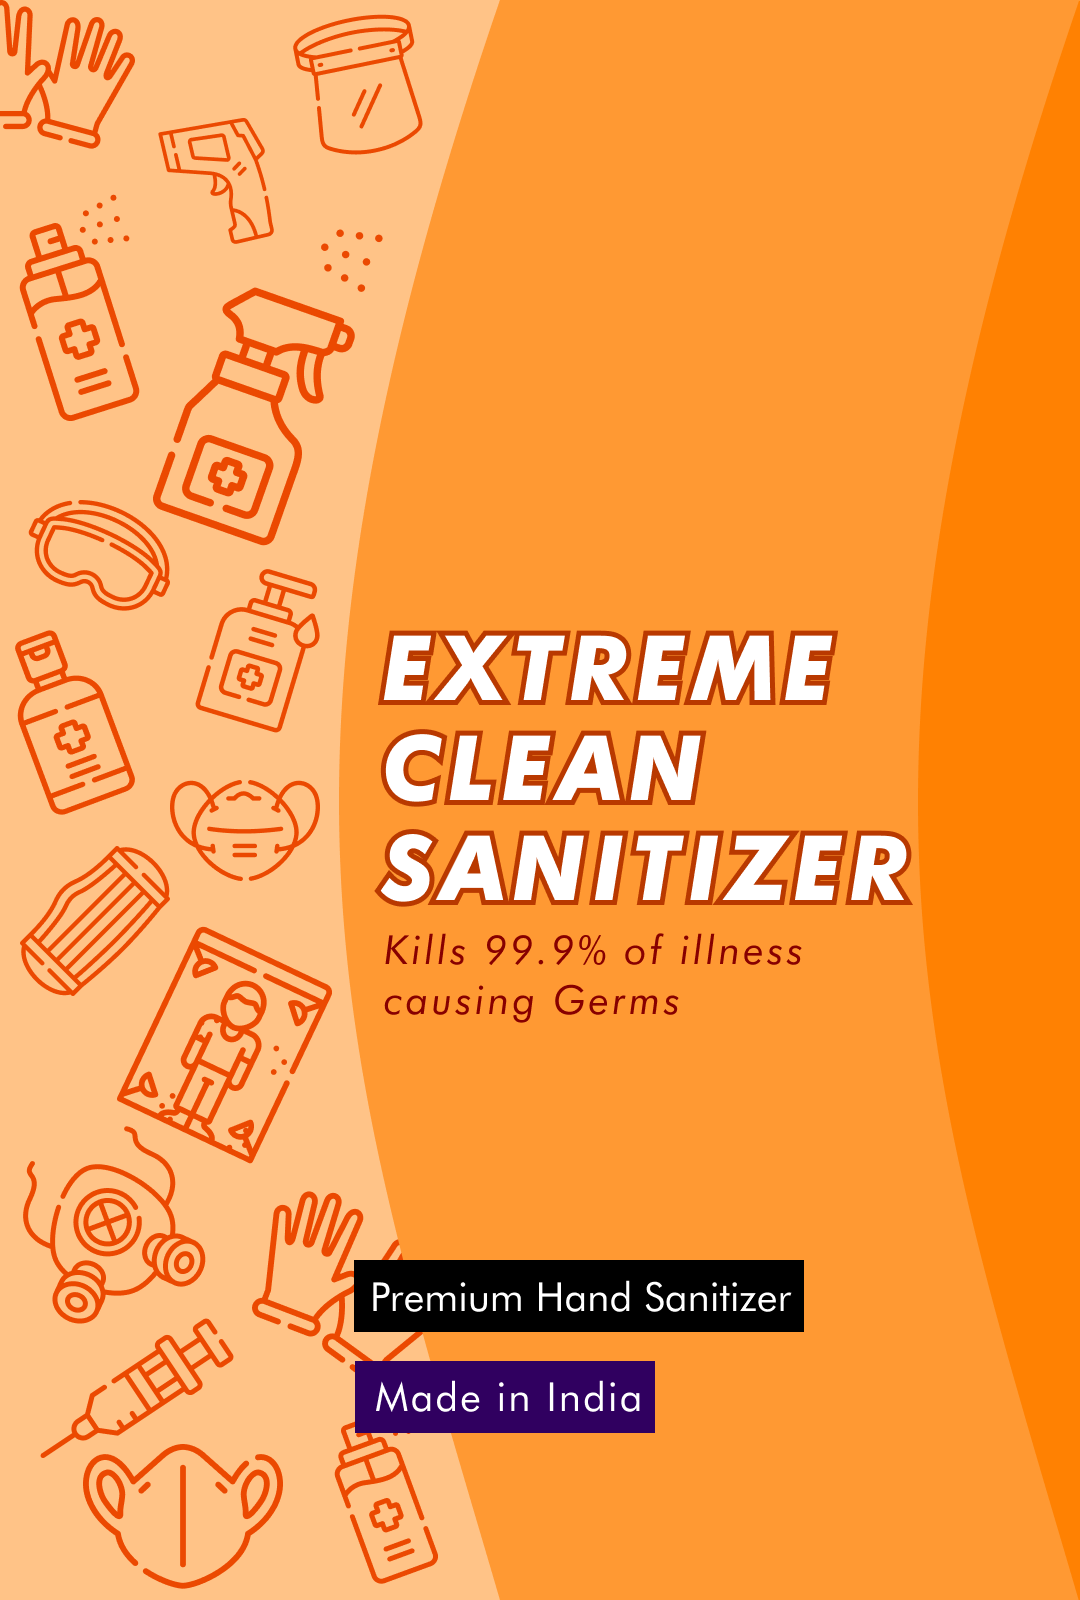 EXTREME
CLEAN
SANITIZER
Kills 99.9% of illness
causing Germs
Premium Hand Sanitizer
Made in India